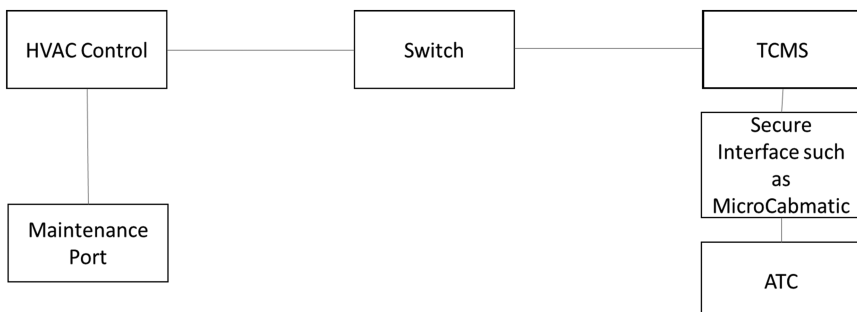 HVAC Control
Switch
TCMS
Secure
Interface such
as
MicroCabmatic
Maintenance
Port
ATC